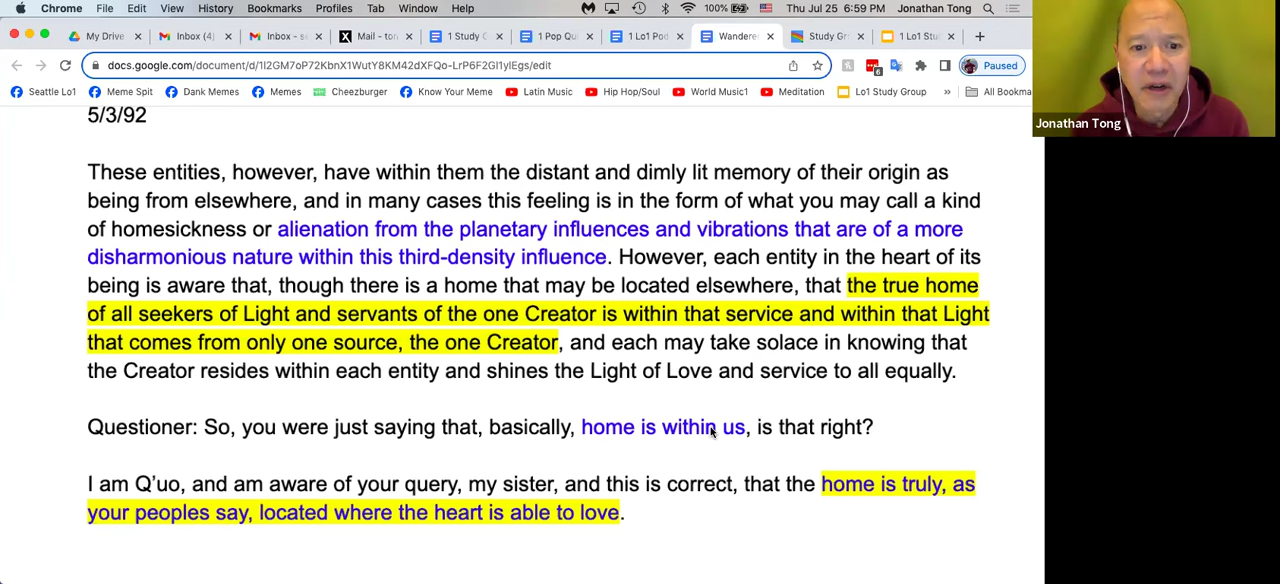 Chrome File Edit View History Bookmarks Profiles Tab Window Help 100% Thu Jul 25 6:59 PM Jonathan Tong
My Drive Inbox (4) Inbox - se Mail - ton 1 Study C 1 Pop Qu 1 Lo1 Pod Wandere Study Gr 1 Lo1 Stu
docs.google.com/document/d/1I2GM7oP72KbnX1WutY8KM42dXFQo-LrP6F2GI1ylEgs/edit 6 Paused
Seattle Lo1 Meme Spit Dank Memes Memes Cheezburger Know Your Meme Latin Music Hip Hop/Soul World Music1 Meditation Lo1 Study Group » All Bookma
Jonathan Tong
5/3/92
These entities, however, have within them the distant and dimly lit memory of their origin as
being from elsewhere, and in many cases this feeling is in the form of what you may call a kind
of homesickness or alienation from the planetary influences and vibrations that are of a more
disharmonious nature within this third-density influence. However, each entity in the heart of its
being is aware that, though there is a home that may be located elsewhere, that the true home
of all seekers of Light and servants of the one Creator is within that service and within that Light
that comes from only one source, the one Creator, and each may take solace in knowing that
the Creator resides within each entity and shines the Light of Love and service to all equally.
Questioner: So, you were just saying that, basically, home is within us, is that right?
I am Q'uo, and am aware of your query, my sister, and this is correct, that the home is truly, as
your peoples say, located where the heart is able to love.